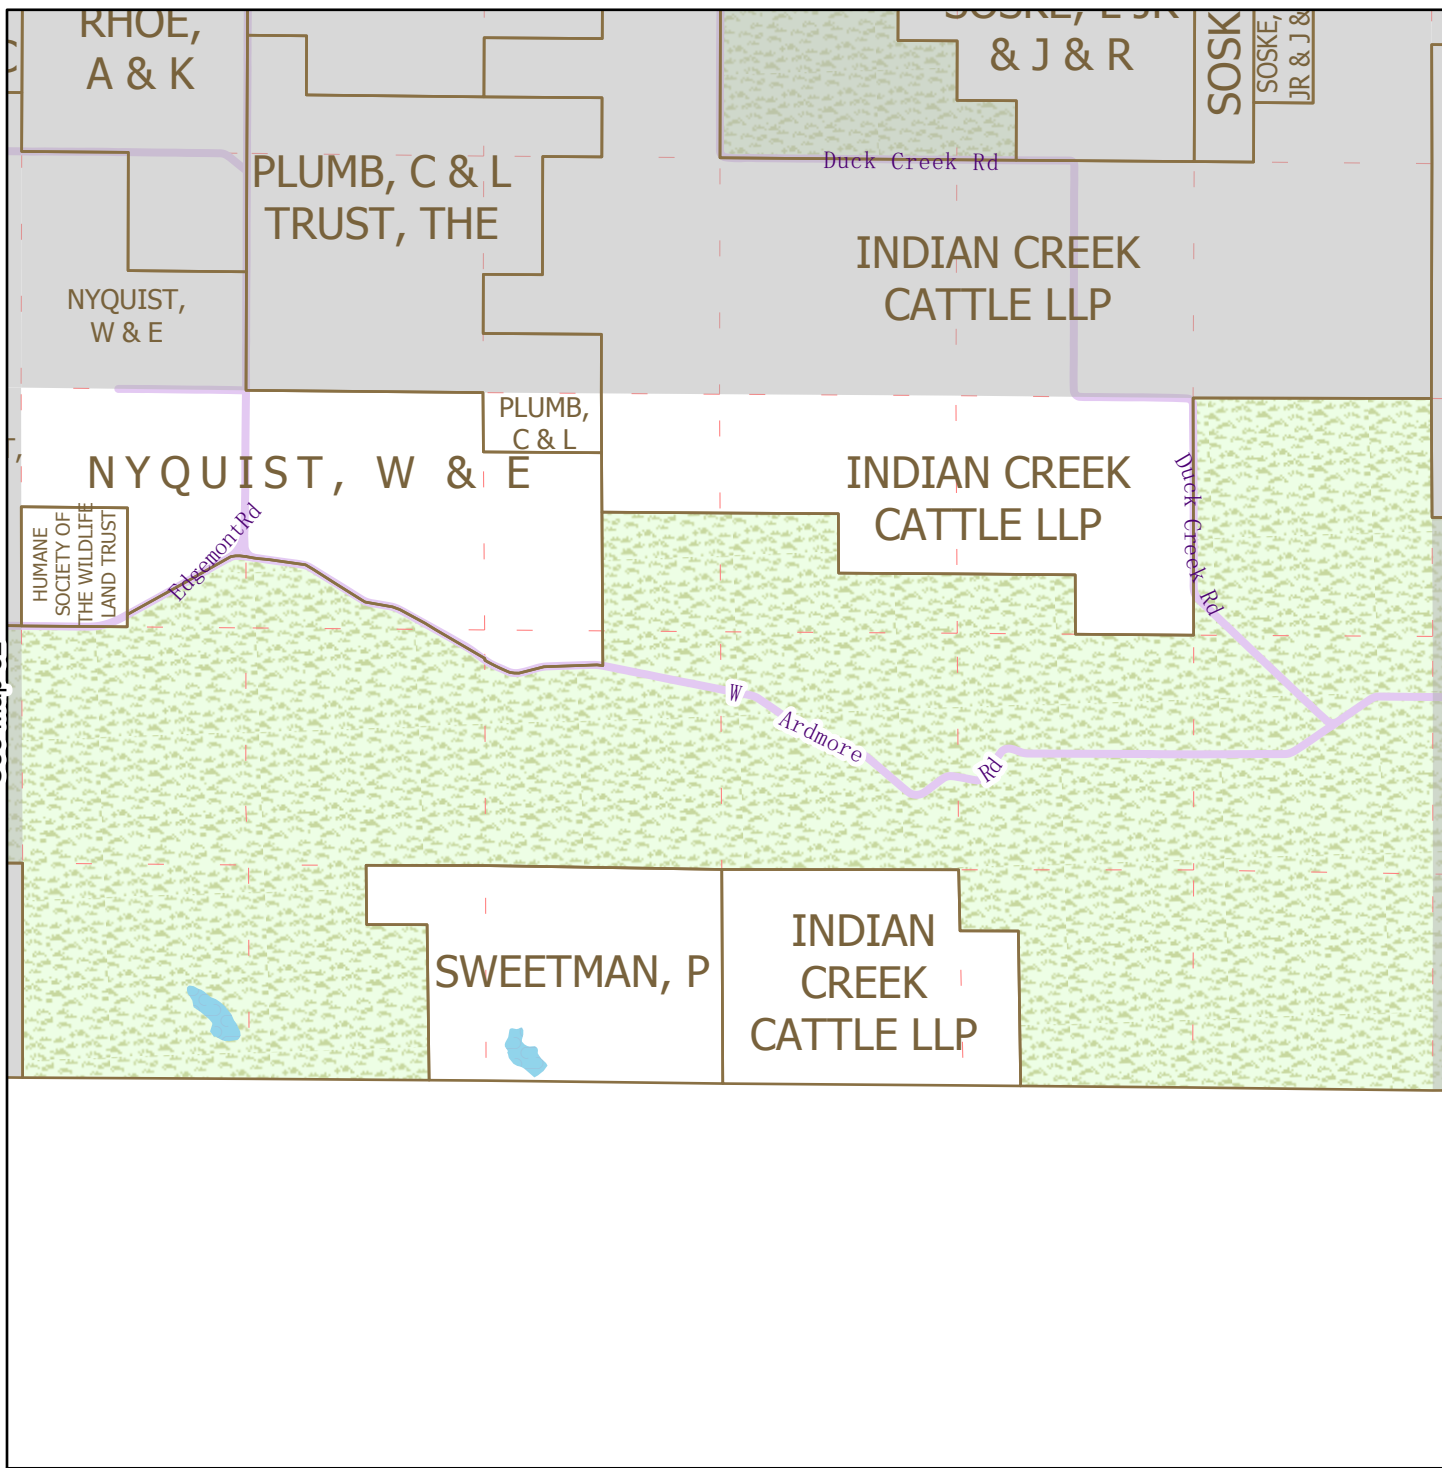 RHOE,
A & K
& J & R
SOSK
SOSKE,
JR & J &
PLUMB, C & L
TRUST, THE
Duck Creek Rd
INDIAN CREEK
CATTLE LLP
NYQUIST,
W & E
PLUMB,
C & L
NYQUIST, W & E
INDIAN CREEK
CATTLE LLP
Duck Creek Rd
HUMANE
SOCIETY OF
THE WILDLIFE
LAND TRUST
Edgemont Rd
W Ardmore Rd
SWEETMAN, P
INDIAN
CREEK
CATTLE LLP